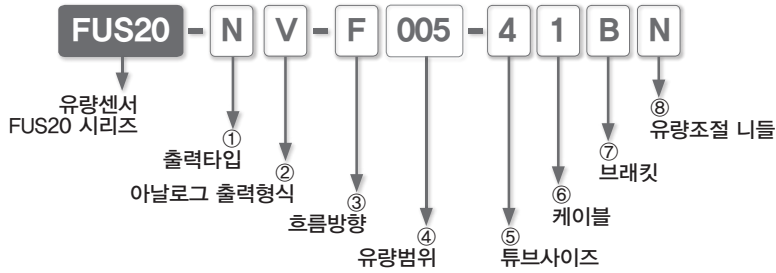 FUS20 - N V - F 005 - 4 1 B N
유량센서
FUS20 시리즈
①
출력타입
②
아날로그 출력형식
③
흐름방향
④
유량범위
⑤
튜브사이즈
⑥
케이블
⑦
브래킷
⑧
유량조절 니들